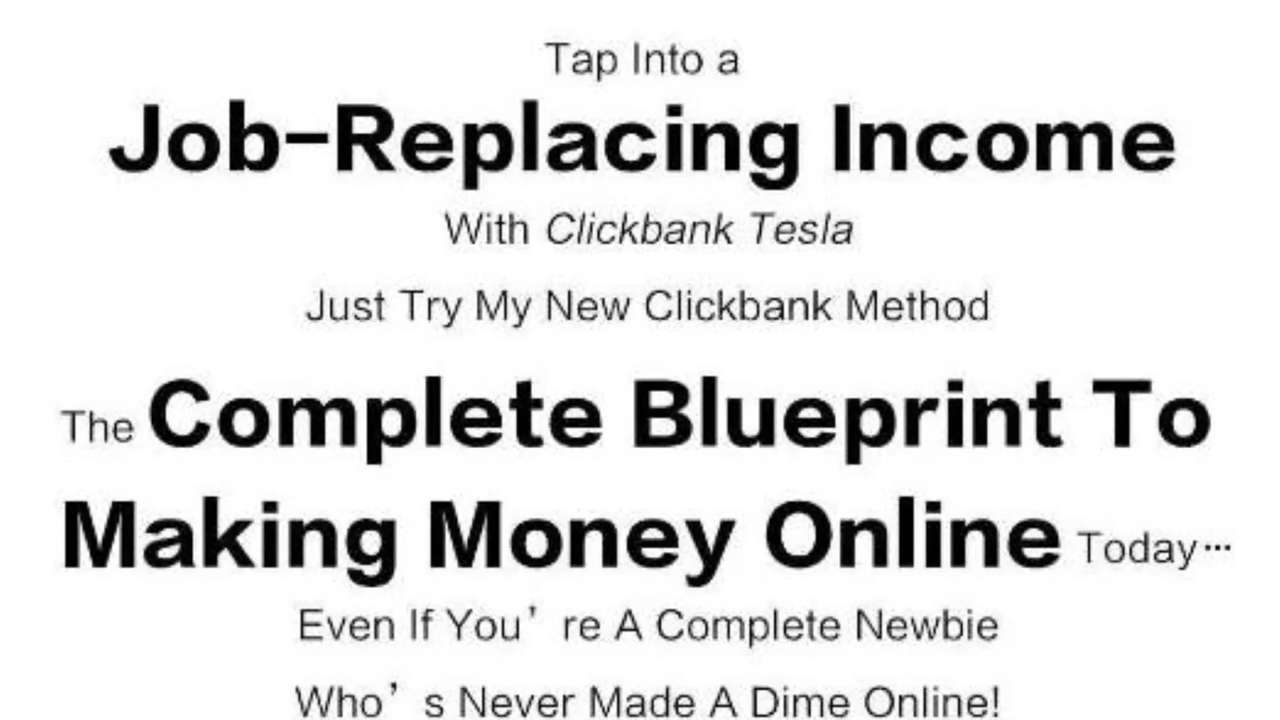 Tap Into a
Job-Replacing Income
With Clickbank Tesla
Just Try My New Clickbank Method
The Complete Blueprint To
Making Money Online Today…
Even If You’re A Complete Newbie
Who’s Never Made A Dime Online!